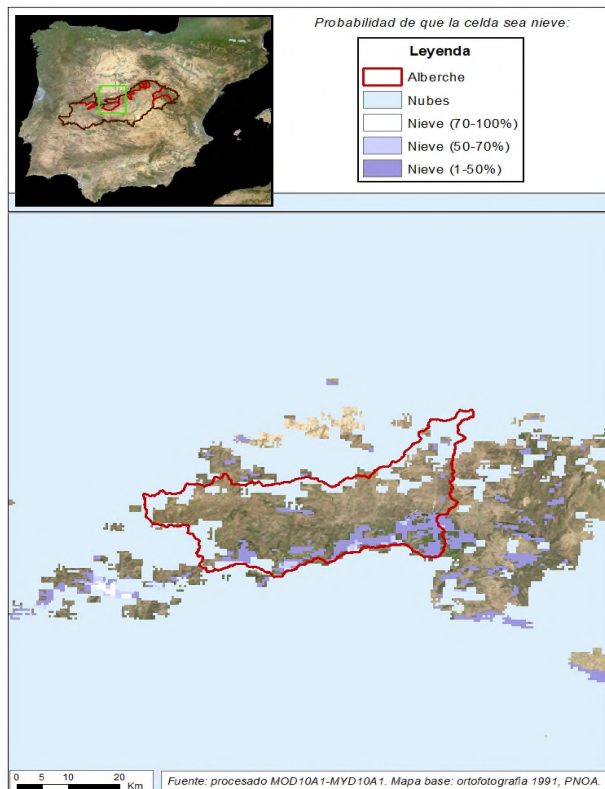 Probabilidad de que la celda sea nieve:
Leyenda
Alberche
Nubes
Nieve (70-100%)
Nieve (50-70%)
Nieve (1-50%)
0 5 10 20
Km
Fuente: procesado MOD10A1-MYD10A1. Mapa base: ortofotografía 1991, PNOA.